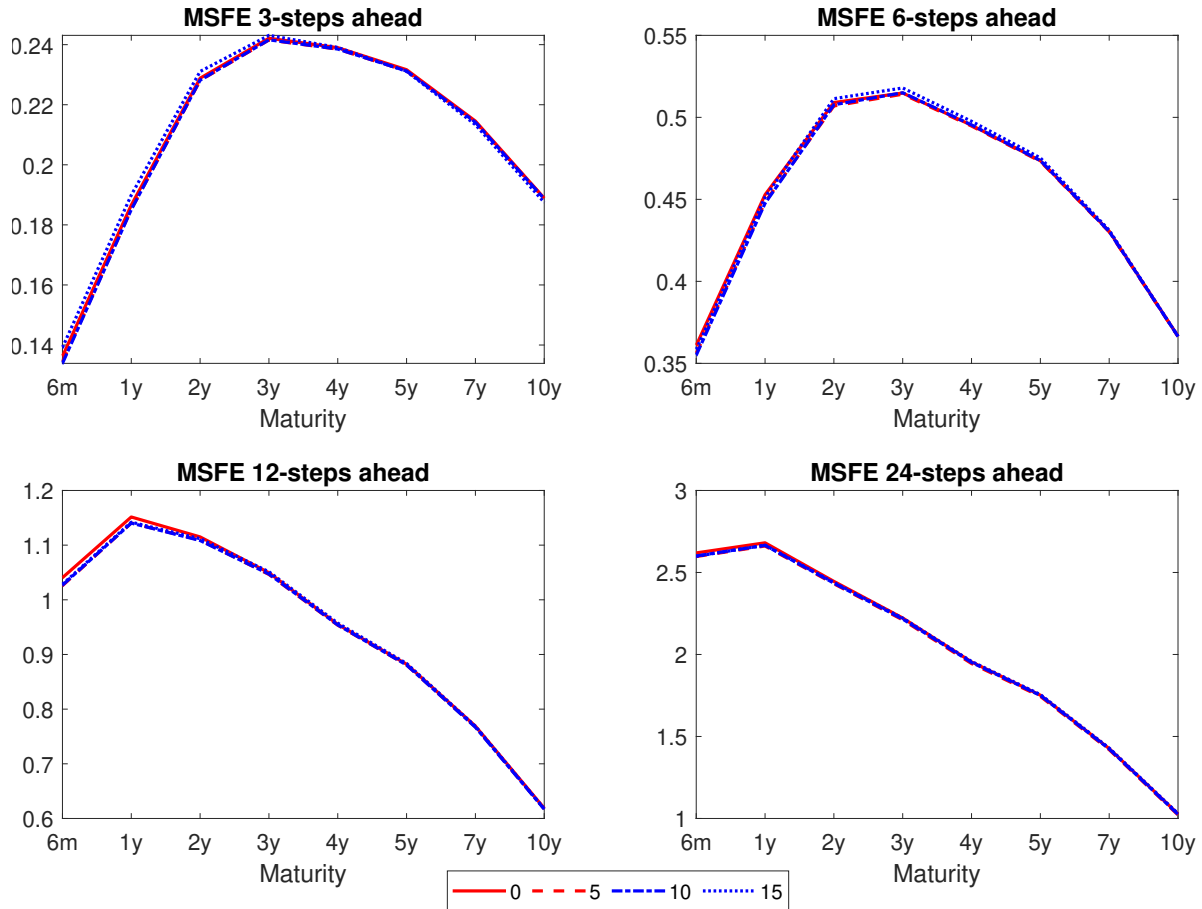 MSFE 3-steps ahead
0.24
0.22
0.2
0.18
0.16
0.14
6m 1y 2y 3y 4y 5y 7y 10y
Maturity
MSFE 6-steps ahead
0.55
0.5
0.45
0.4
0.35
6m 1y 2y 3y 4y 5y 7y 10y
Maturity
MSFE 12-steps ahead
1.2
1.1
1
0.9
0.8
0.7
0.6
6m 1y 2y 3y 4y 5y 7y 10y
Maturity
MSFE 24-steps ahead
3
2.5
2
1.5
1
6m 1y 2y 3y 4y 5y 7y 10y
Maturity
0 5 10 15